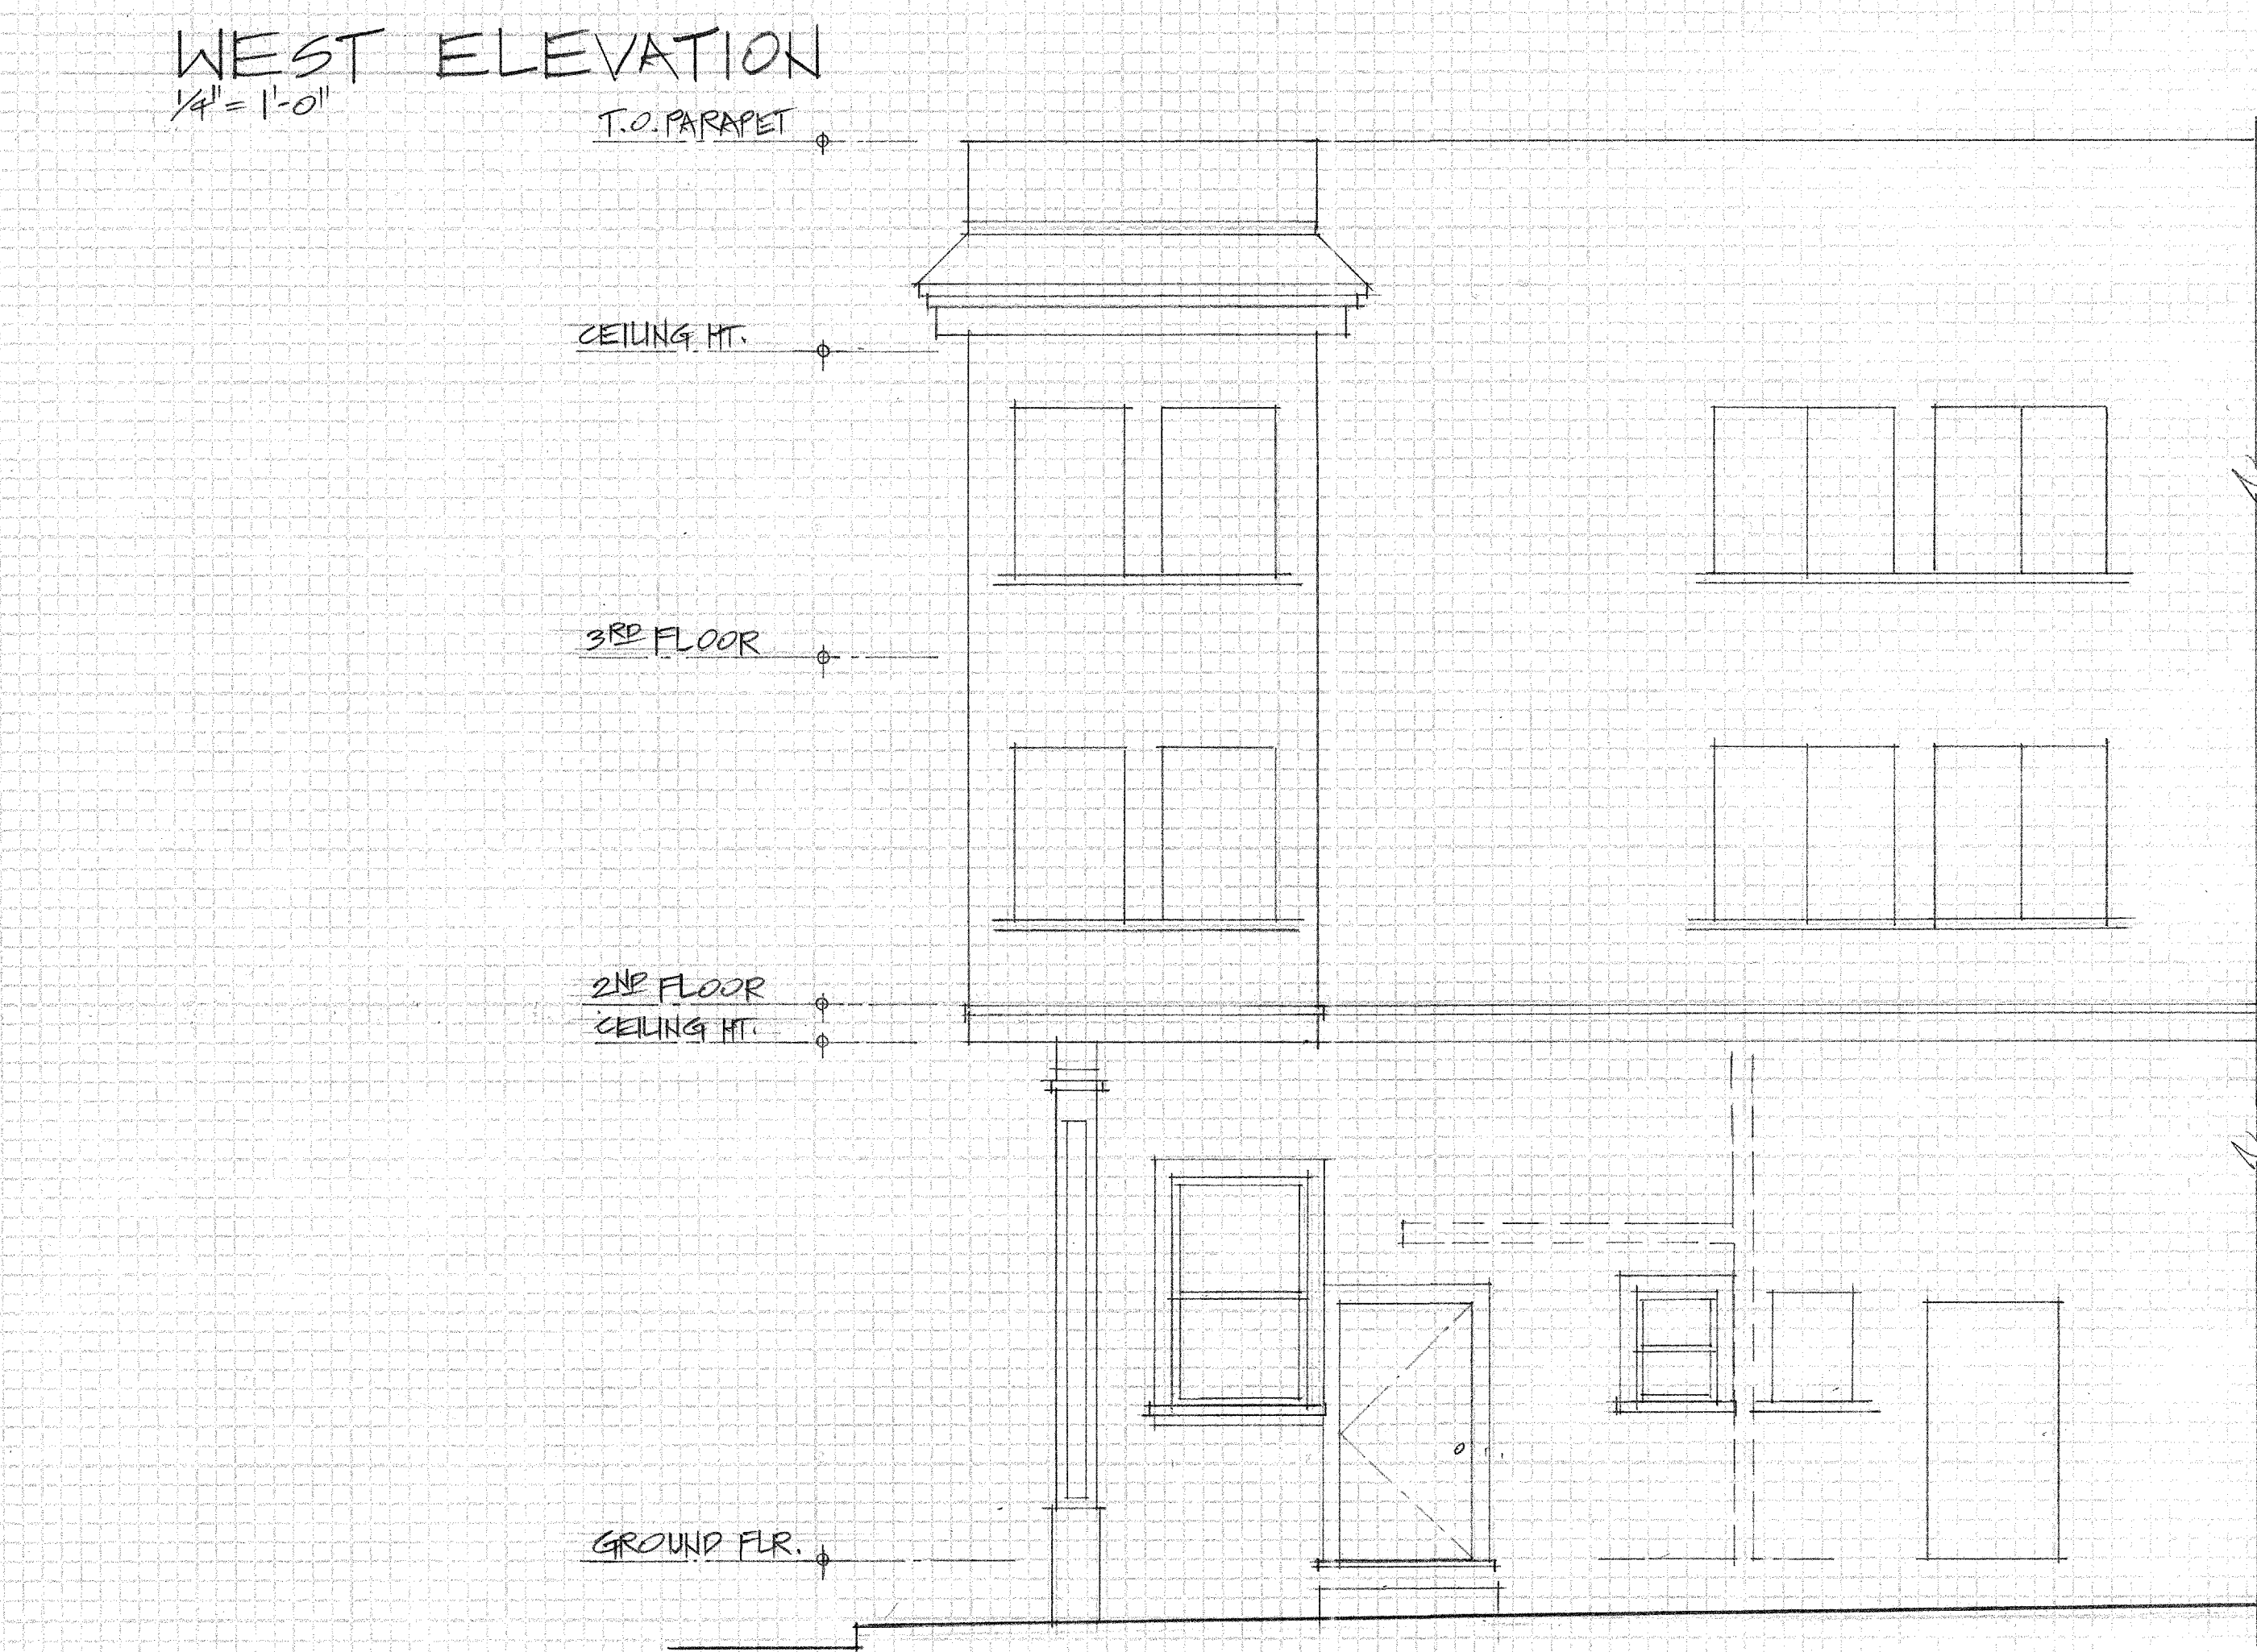 WEST ELEVATION
1/4" = 1'-0"
T.O. PARAPET
CEILING HT.
3RD FLOOR
2ND FLOOR
CEILING HT.
GROUND FLR.